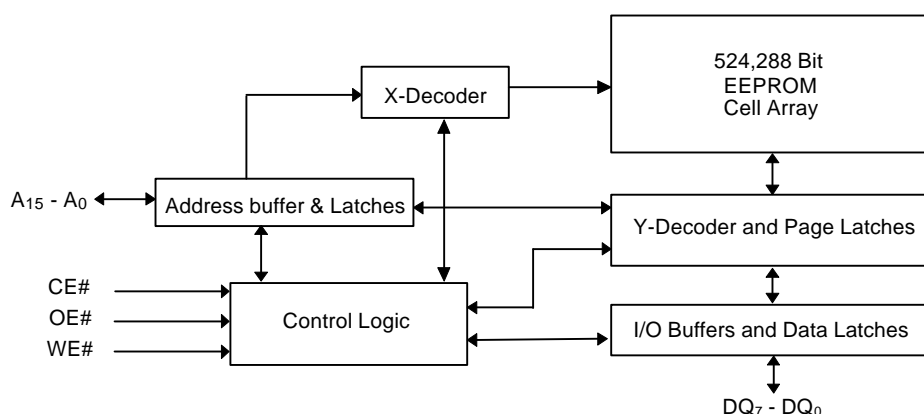 524,288 Bit
EEPROM
Cell Array
X-Decoder
A15 - A0
Address buffer & Latches
Y-Decoder and Page Latches
CE#
OE#
WE#
Control Logic
I/O Buffers and Data Latches
DQ7 - DQ0